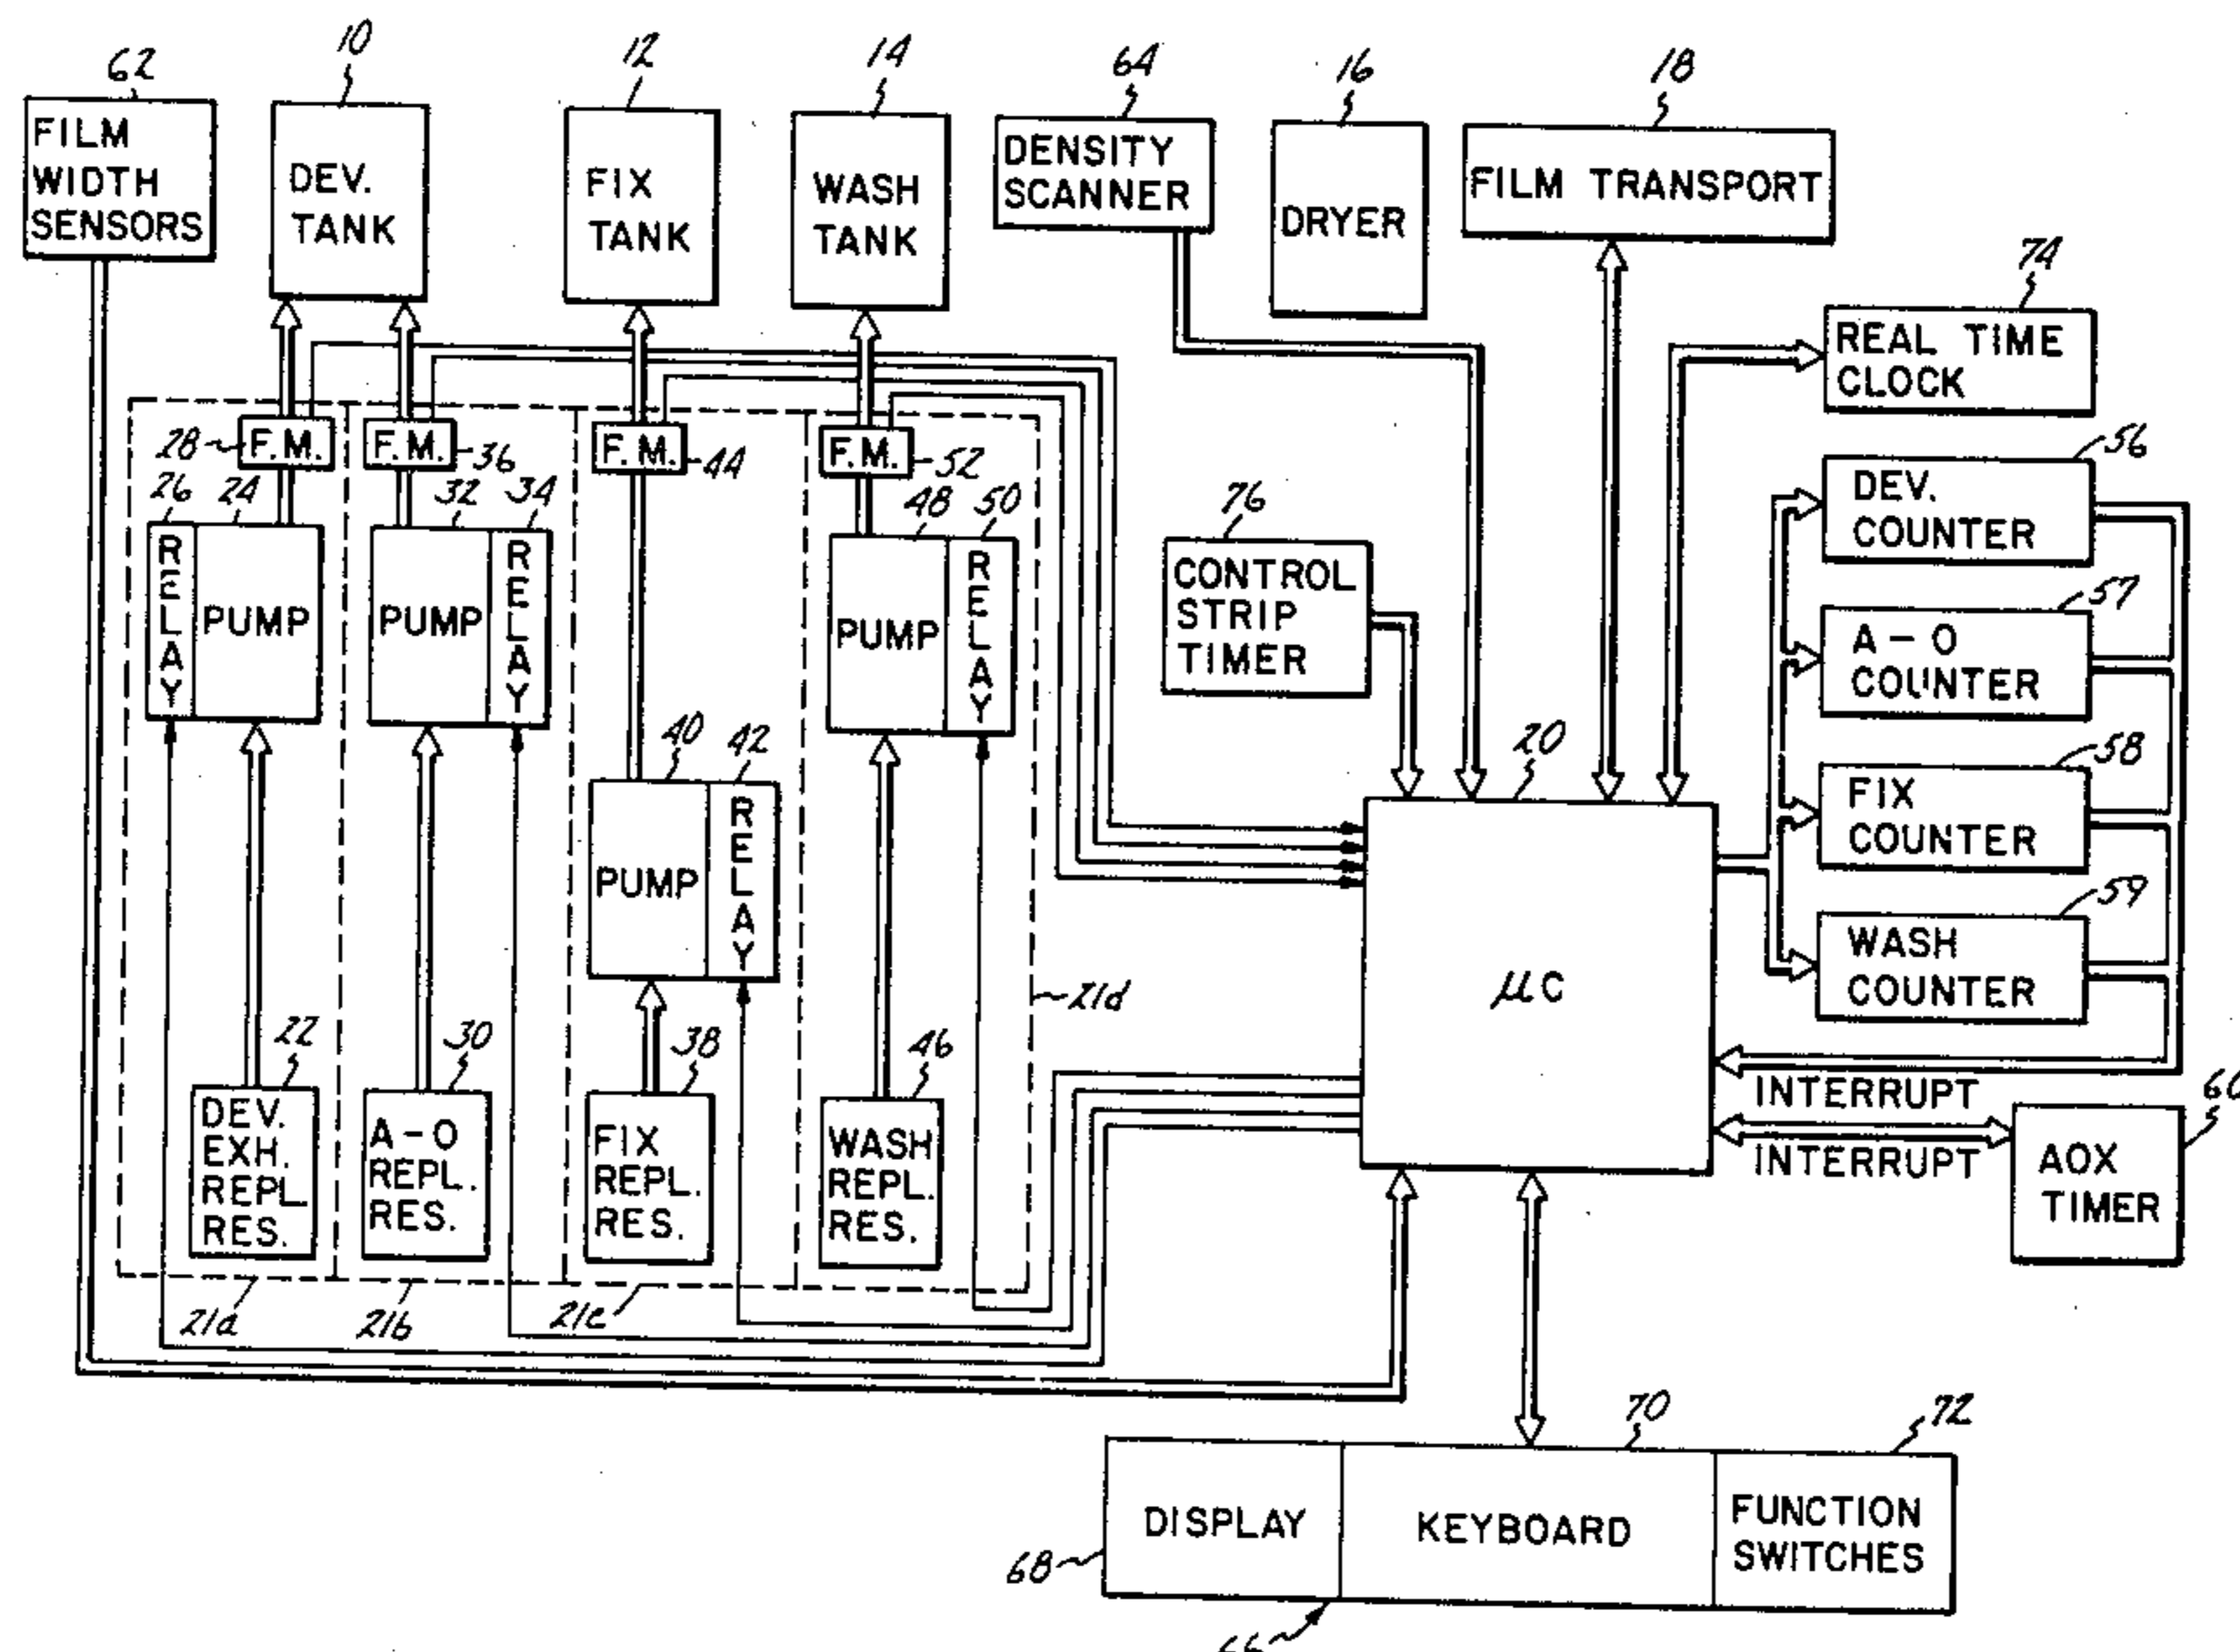 62
10
12
14
64
16
18
FILM
WIDTH
SENSORS
DEV.
TANK
FIX
TANK
WASH
TANK
DENSITY
SCANNER
DRYER
FILM TRANSPORT
74
REAL TIME
CLOCK
28
F.M.
F.M.
36
F.M.
44
F.M.
52
26
24
32
34
48
50
RELAY
PUMP
PUMP
RELAY
PUMP
RELAY
76
CONTROL
STRIP
TIMER
56
DEV.
COUNTER
57
A-O
COUNTER
40
42
PUMP
RELAY
20
μC
58
FIX
COUNTER
59
WASH
COUNTER
21d
22
30
38
46
DEV.
EXH.
REPL.
RES.
A-O
REPL.
RES.
FIX
REPL.
RES.
WASH
REPL.
RES.
INTERRUPT
INTERRUPT
AOX
TIMER
21a
21b
21c
70
72
DISPLAY
KEYBOARD
FUNCTION
SWITCHES
68
66